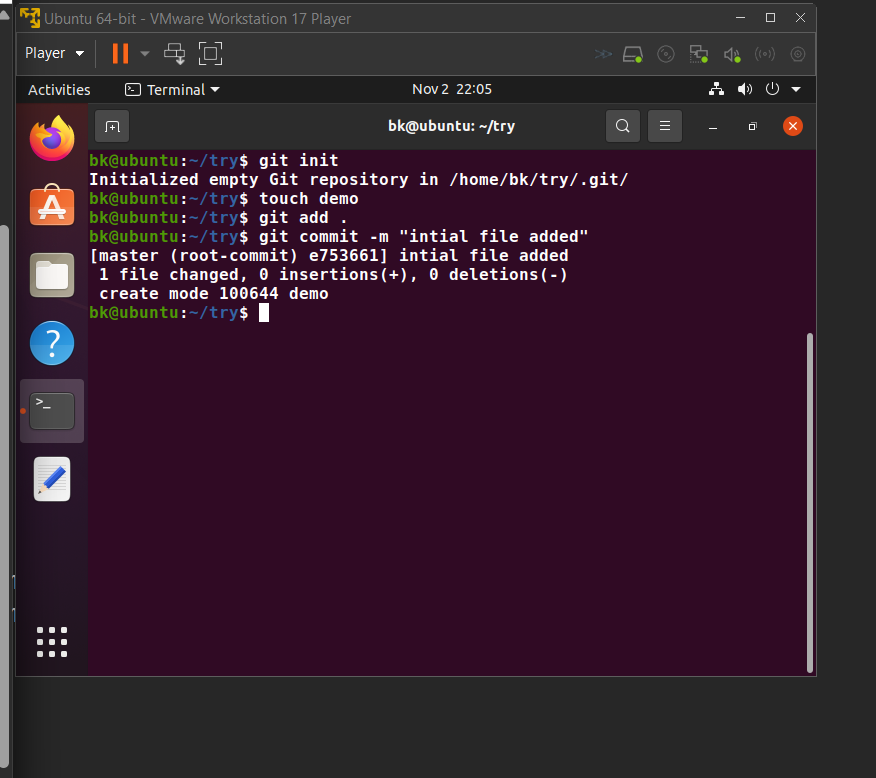 Ubuntu 64-bit - VMware Workstation 17 Player
Player
Activities
Terminal
Nov 2 22:05
bk@ubuntu: ~/try
bk@ubuntu:~/try$ git init
Initialized empty Git repository in /home/bk/try/.git/
bk@ubuntu:~/try$ touch demo
bk@ubuntu:~/try$ git add .
bk@ubuntu:~/try$ git commit -m "intial file added"
[master (root-commit) e753661] intial file added
 1 file changed, 0 insertions(+), 0 deletions(-)
 create mode 100644 demo
bk@ubuntu:~/try$